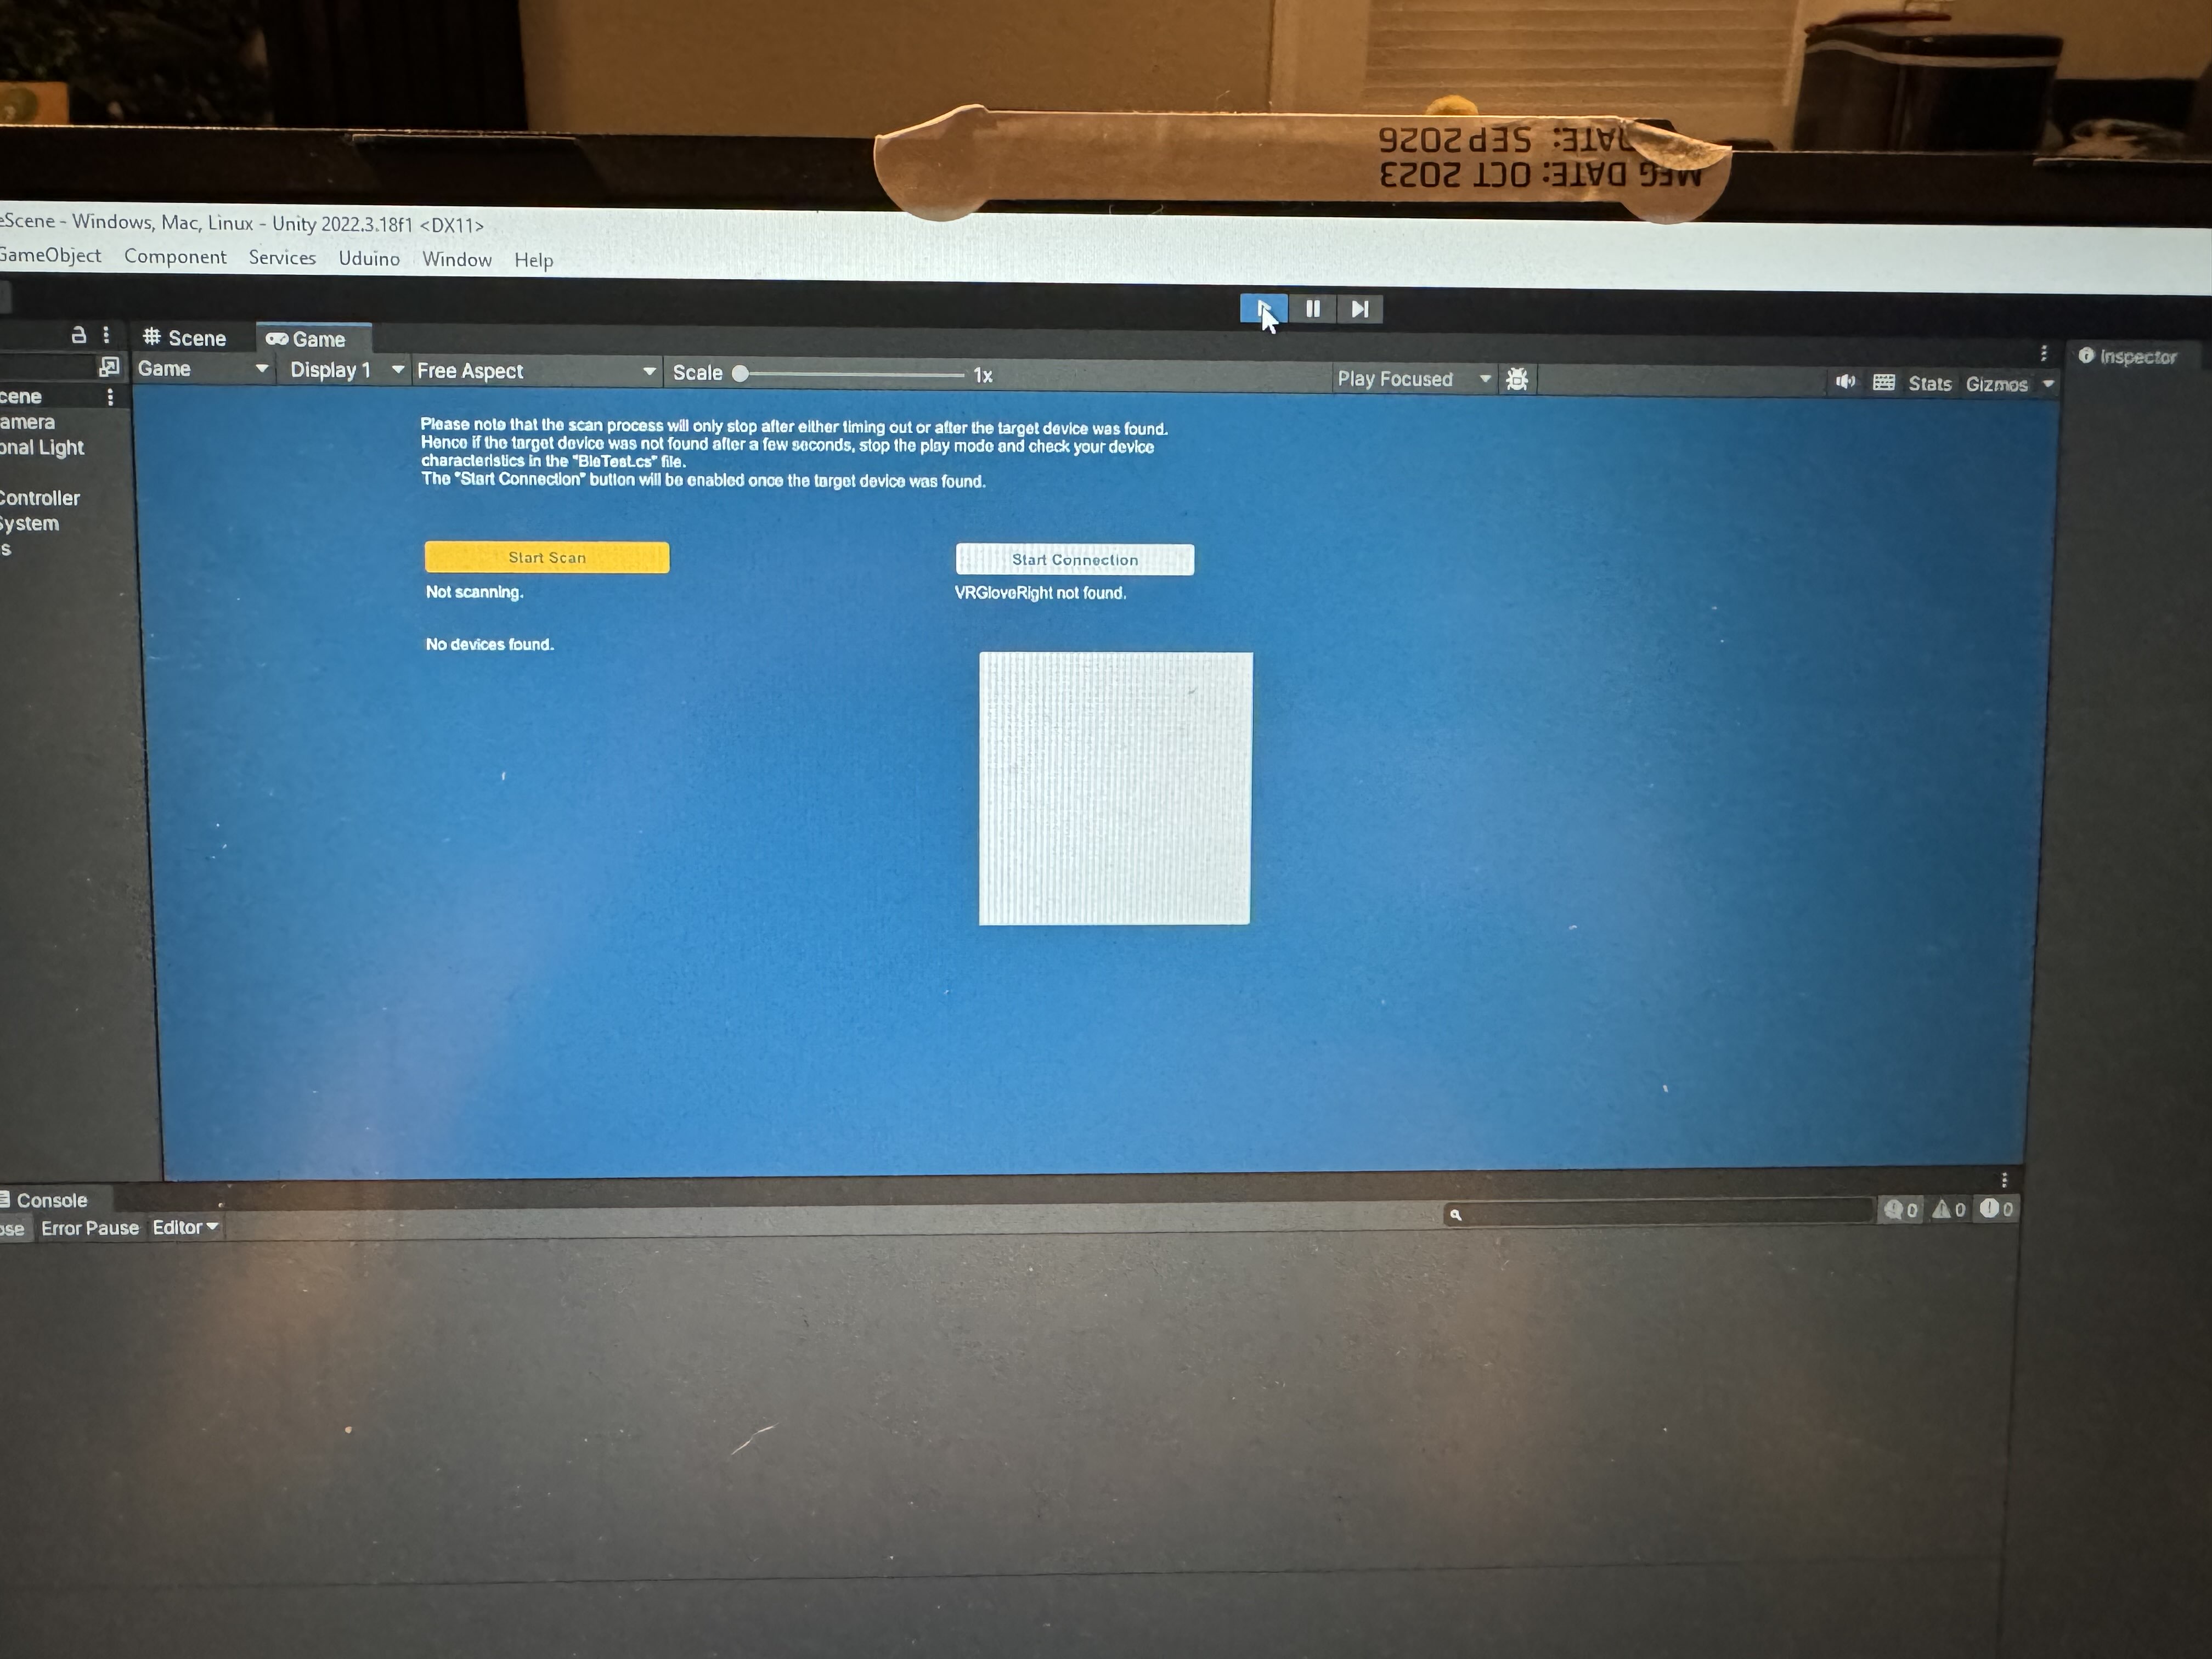 DATE: SEP 2026
MFG DATE: OCT 2023
eScene - Windows, Mac, Linux - Unity 2022.3.18f1 <DX11>
GameObject Component Services Uduino Window Help
Scene Game
Inspector
Game Display 1 Free Aspect Scale 1x Play Focused Stats Gizmos
cene
amera
onal Light
Controller
System
s
Please note that the scan process will only stop after either timing out or after the target device was found.
Hence if the target device was not found after a few seconds, stop the play mode and check your device
characteristics in the "BleTest.cs" file.
The "Start Connection" button will be enabled once the target device was found.
Start Scan
Start Connection
Not scanning.
VRGloveRight not found.
No devices found.
Console
ose Error Pause Editor
0 0 0